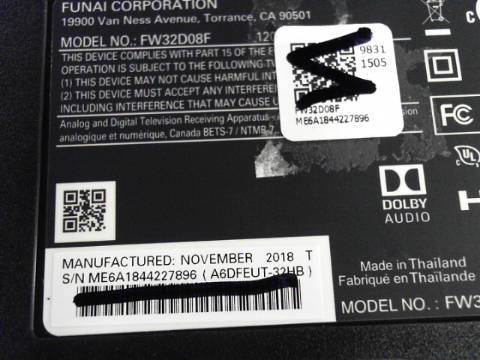 FUNAI CORPORATION
19900 Van Ness Avenue, Torrance, CA 90501
MODEL NO.: FW32D08F
THIS DEVICE COMPLIES WITH PART 15 OF THE
OPERATION IS SUBJECT TO THE FOLLOWING
(1) THIS DEVICE MAY NOT CAUSE HARMFUL
(2) THIS DEVICE MUST ACCEPT ANY
INCLUDING INTERFERENCE THAT MAY CAUSE
Analog and Digital Television Receiving Apparatus
analogique et numérique, Canada BETS-7 / NTMB-7
9831
1505
FW32D08F
ME6A1844227896
FC
UL
DOLBY
AUDIO
MANUFACTURED: NOVEMBER 2018 T
S/N ME6A1844227896 ( A6DFEUT-32HB )
Made in Thailand
Fabriqué en Thaïlande
MODEL NO. : FW3